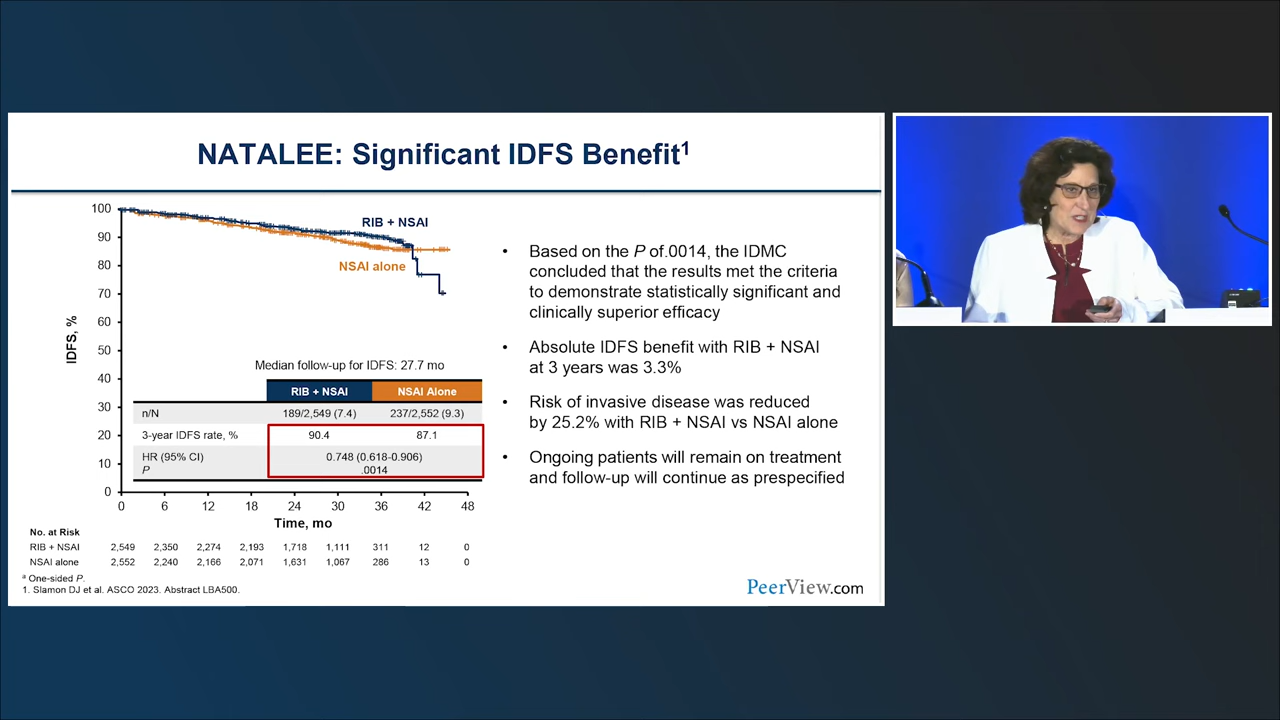 NATALEE: Significant IDFS Benefit1
100
90
80
70
60
50
40
30
20
10
0
IDFS, %
RIB + NSAI
NSAI alone
Median follow-up for IDFS: 27.7 mo
RIB + NSAI NSAI Alone
n/N 189/2,549 (7.4) 237/2,552 (9.3)
3-year IDFS rate, % 90.4 87.1
HR (95% CI) 0.748 (0.618-0.906)
P .0014
0 6 12 18 24 30 36 42 48
Time, mo
No. at Risk
RIB + NSAI 2,549 2,350 2,274 2,193 1,718 1,111 311 12 0
NSAI alone 2,552 2,240 2,166 2,071 1,631 1,067 286 13 0
a One-sided P.
1. Slamon DJ et al. ASCO 2023. Abstract LBA500.
• Based on the P of.0014, the IDMC
concluded that the results met the criteria
to demonstrate statistically significant and
clinically superior efficacy
• Absolute IDFS benefit with RIB + NSAI
at 3 years was 3.3%
• Risk of invasive disease was reduced
by 25.2% with RIB + NSAI vs NSAI alone
• Ongoing patients will remain on treatment
and follow-up will continue as prespecified
PeerView.com